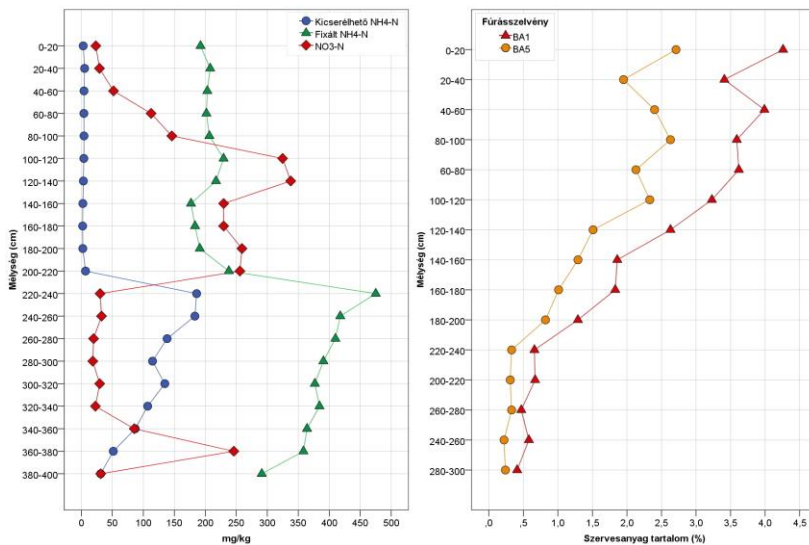 Kicserélhető NH4-N
Fixált NH4-N
NO3-N
Mélység (cm)
0-20
20-40
40-60
60-80
80-100
100-120
120-140
140-160
160-180
180-200
200-220
220-240
240-260
260-280
280-300
300-320
320-340
340-360
360-380
380-400
0 50 100 150 200 250 300 350 400 450 500
mg/kg
Fúrásszelvény
BA1
BA5
Mélység (cm)
0-20
20-40
40-60
80-100
60-80
100-120
120-140
140-160
160-180
180-200
220-240
200-220
260-280
240-260
280-300
,0 ,5 1,0 1,5 2,0 2,5 3,0 3,5 4,0 4,5
Szervesanyag tartalom (%)